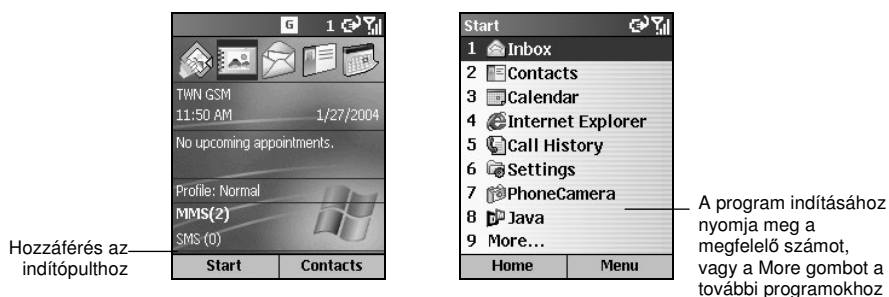 G 1
TWN GSM
11:50 AM 1/27/2004
No upcoming appointments.
Profile: Normal
MMS(2)
SMS (0)
Start Contacts
Hozzáférés az
indítópulthoz
Start
1 Inbox
2 Contacts
3 Calendar
4 Internet Explorer
5 Call History
6 Settings
7 PhoneCamera
8 Java
9 More...
Home Menu
A program indításához
nyomja meg a
megfelelő számot,
vagy a More gombot a
további programokhoz